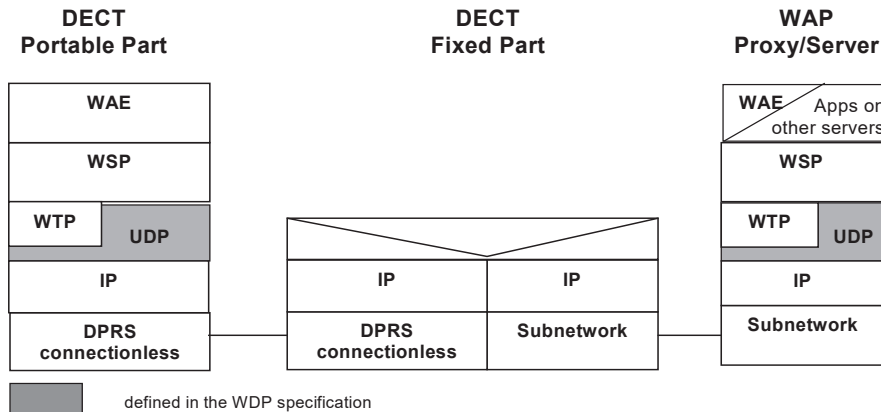 DECT
Portable Part
DECT
Fixed Part
WAP
Proxy/Server
WAE
WSP
WTP
UDP
IP
DPRS
connectionless
IP
IP
DPRS
connectionless
Subnetwork
WAE
Apps on
other servers
WSP
WTP
UDP
IP
Subnetwork
defined in the WDP specification